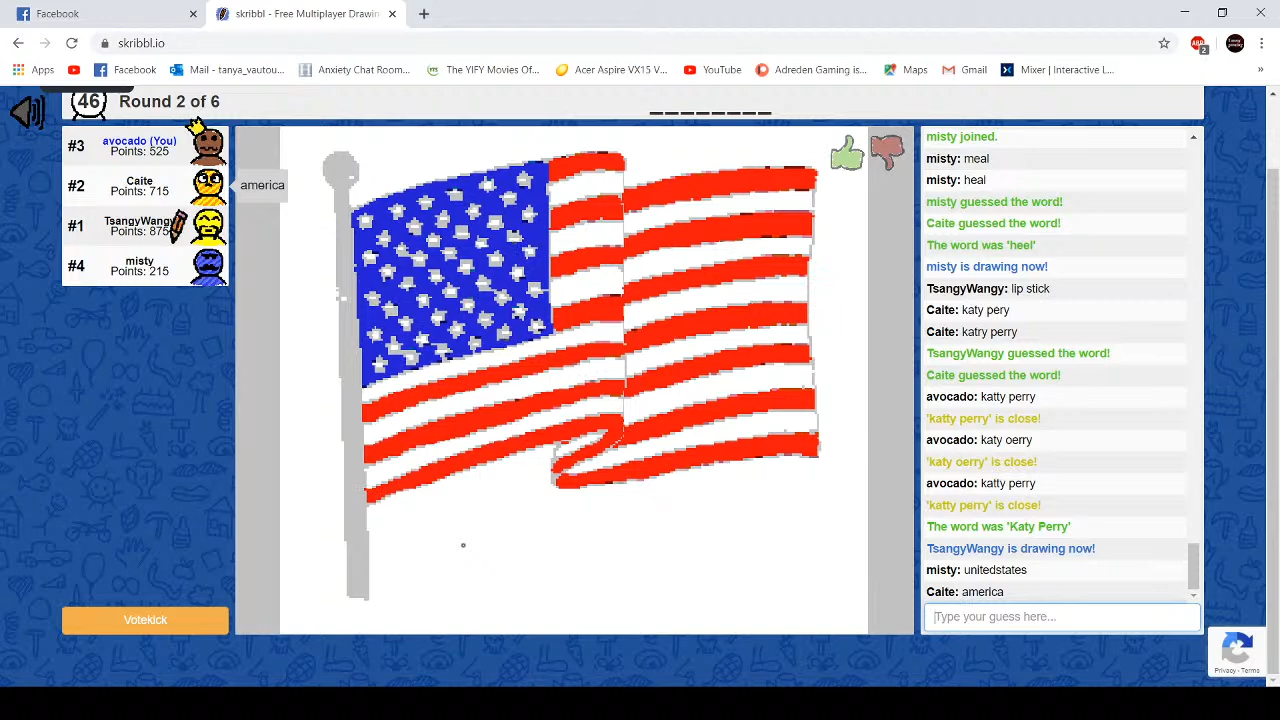 Facebook
skribbl - Free Multiplayer Drawin
skribbl.io
Apps
Facebook
Mail - tanya_vautou...
Anxiety Chat Room...
The YIFY Movies Of...
Acer Aspire VX15 V...
YouTube
Adreden Gaming is...
Maps
Gmail
Mixer | Interactive L...
»
46
Round 2 of 6
________
#3
avocado (You)
Points: 525
#2
Caite
Points: 715
america
#1
TsangyWangy
Points: 875
#4
misty
Points: 215
Votekick
misty joined.
misty: meal
misty: heal
misty guessed the word!
Caite guessed the word!
The word was 'heel'
misty is drawing now!
TsangyWangy: lip stick
Caite: katy pery
Caite: katry perry
TsangyWangy guessed the word!
Caite guessed the word!
avocado: katty perry
'katty perry' is close!
avocado: katy oerry
'katy oerry' is close!
avocado: katty perry
'katty perry' is close!
The word was 'Katy Perry'
TsangyWangy is drawing now!
misty: unitedstates
Caite: america
Type your guess here...
Privacy - Terms